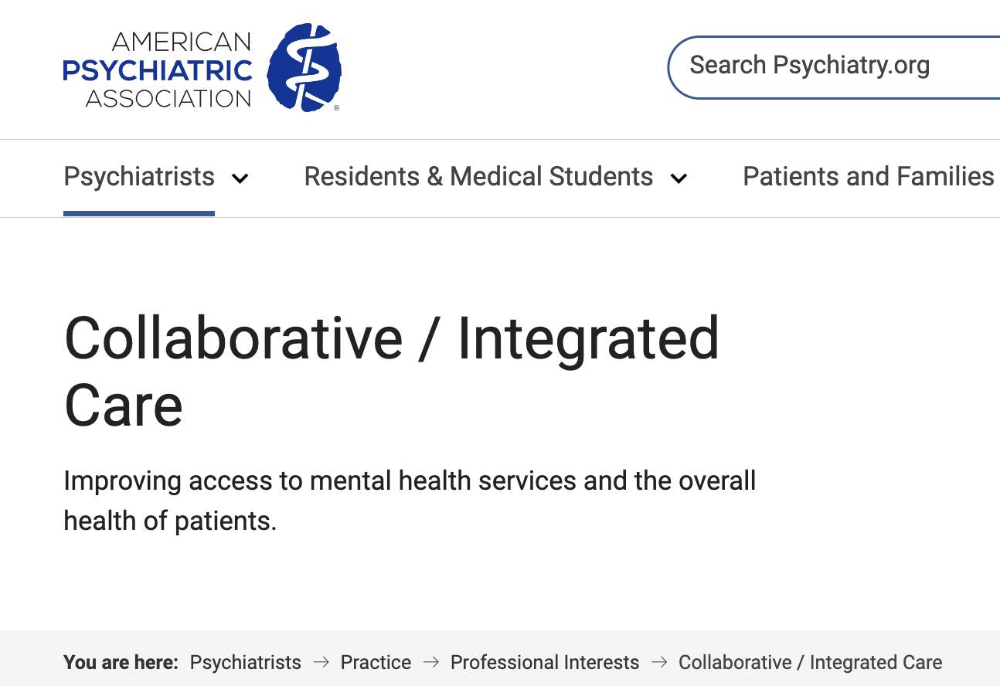 AMERICAN
PSYCHIATRIC
ASSOCIATION
®
Search Psychiatry.org
Psychiatrists
Residents & Medical Students
Patients and Families
Collaborative / Integrated
Care
Improving access to mental health services and the overall
health of patients.
You are here: Psychiatrists → Practice → Professional Interests → Collaborative / Integrated Care